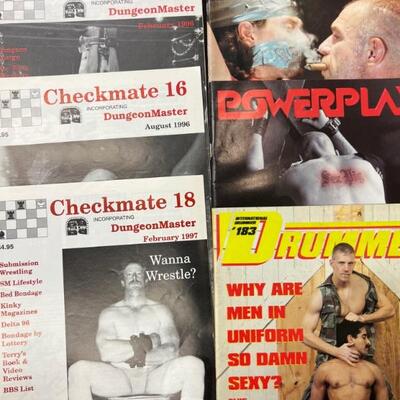 INCORPORATING
DungeonMaster
February 1996
Checkmate 16
INCORPORATING
DungeonMaster
August 1996
Checkmate 18
INCORPORATING
DungeonMaster
February 1997
$4.95
Submission
Wrestling
SM Lifestyle
Bed Bondage
Kinky
Magazines
Delta 96
Bondage by
Lottery
Terry's
Book &
Video
Reviews
BBS List
Wanna
Wrestle?
POWERPLAY
INTERNATIONAL
DRUMMER
#183
DRUMME
WHY ARE
MEN IN
UNIFORM
SO DAMN
SEXY?